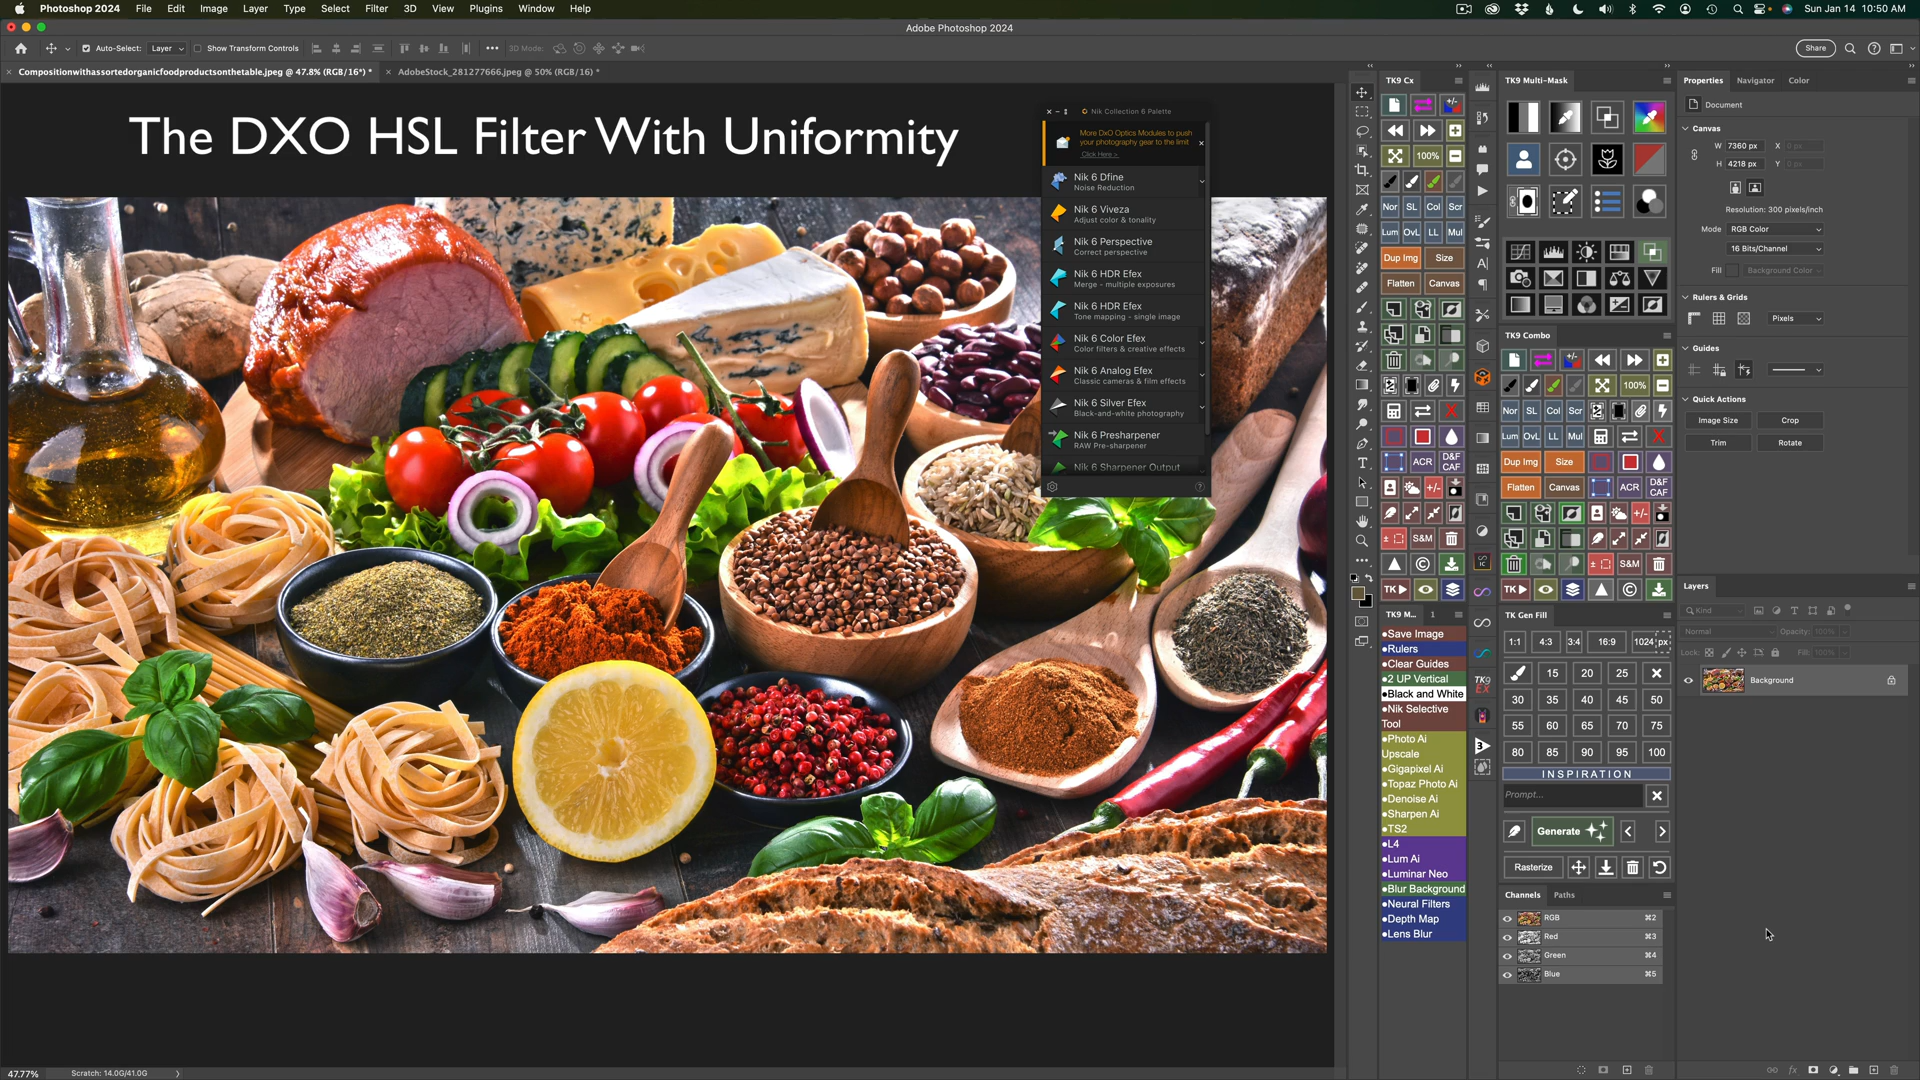 Photoshop 2024 File Edit Image Layer Type Select Filter 3D View Plugins Window Help
Sun Jan 14 10:50 AM
Adobe Photoshop 2024
Auto-Select: Layer Show Transform Controls 3D Mode: Share
Compositionwithassortedorganicfoodproductsonthetable.jpeg @ 47.8% (RGB/16*) *
AdobeStock_281277666.jpeg @ 50% (RGB/16) *
The DXO HSL Filter With Uniformity
Nik Collection 6 Palette
More DxO Optics Modules to push
your photography gear to the limit
Click Here >
Nik 6 Dfine
Noise Reduction
Nik 6 Viveza
Adjust color & tonality
Nik 6 Perspective
Correct perspective
Nik 6 HDR Efex
Merge - multiple exposures
Nik 6 HDR Efex
Tone mapping - single image
Nik 6 Color Efex
Color filters & creative effects
Nik 6 Analog Efex
Classic cameras & film effects
Nik 6 Silver Efex
Black-and-white photography
Nik 6 Presharpener
RAW Pre-sharpener
Nik 6 Sharpener Output
47.77%
Scratch: 14.0G/41.0G
TK9 Cx
100%
Nor SL Col Scr
Lum OvL LL Mul
Dup Img Size
Flatten Canvas
ACR D&F
CAF
S&M
TK
TK9 M... 1
•Save Image
•Rulers
•Clear Guides
•2 UP Vertical
•Black and White
•Nik Selective
Tool
•Photo Ai
Upscale
•Gigapixel Ai
•Topaz Photo Ai
•Denoise Ai
•Sharpen Ai
•TS2
•L4
•Lum Ai
•Luminar Neo
•Blur Background
•Neural Filters
•Depth Map
•Lens Blur
TK9
EX
TK9 Multi-Mask
TK9 Combo
100%
Nor SL Col Scr
Lum OvL LL Mul
Dup Img Size
Flatten Canvas ACR D&F
CAF
S&M
TK
TK Gen Fill
1:1 4:3 3:4 16:9 1024 px
15 20 25
30 35 40 45 50
55 60 65 70 75
80 85 90 95 100
INSPIRATION
Prompt...
Generate
Rasterize
Channels Paths
RGB ⌘2
Red ⌘3
Green ⌘4
Blue ⌘5
Properties Navigator Color
Document
Canvas
W 7360 px X 0 px
H 4218 px Y 0 px
Resolution: 300 pixels/inch
Mode RGB Color
16 Bits/Channel
Fill Background Color
Rulers & Grids
Pixels
Guides
Quick Actions
Image Size Crop
Trim Rotate
Layers
Kind
Normal Opacity: 100%
Lock: Fill: 100%
Background